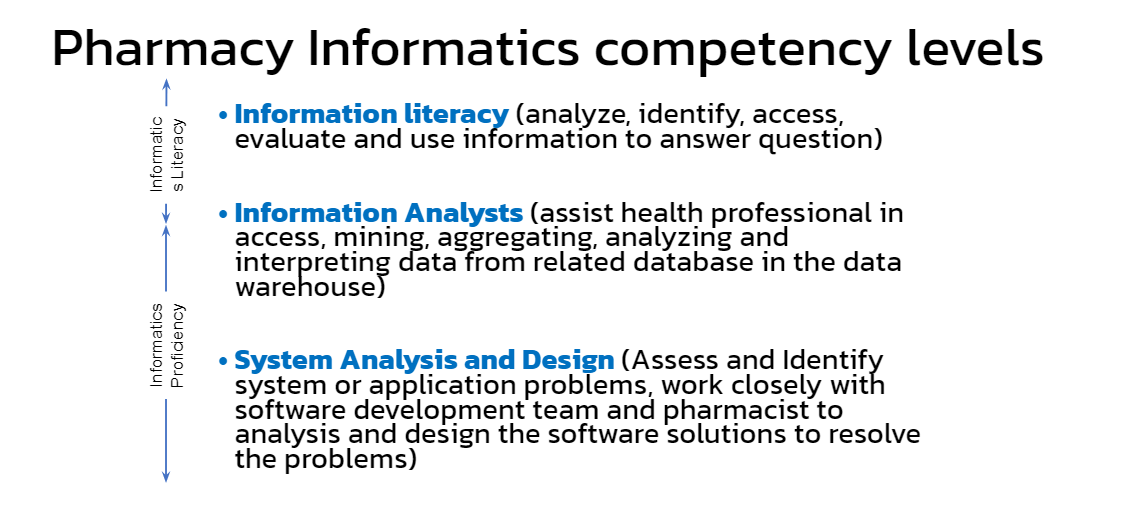 Pharmacy Informatics competency levels
Informatic
s Literacy
• Information literacy (analyze, identify, access,
evaluate and use information to answer question)
• Information Analysts (assist health professional in
access, mining, aggregating, analyzing and
interpreting data from related database in the data
warehouse)
Informatics
Proficiency
• System Analysis and Design (Assess and Identify
system or application problems, work closely with
software development team and pharmacist to
analysis and design the software solutions to resolve
the problems)